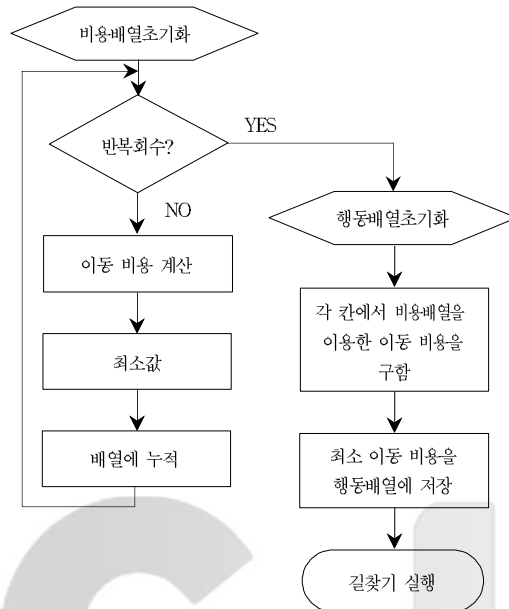 비용배열초기화
반복회수?
YES
NO
이동 비용 계산
최소값
배열에 누적
행동배열초기화
각 칸에서 비용배열을
이용한 이동 비용을
구함
최소 이동 비용을
행동배열에 저장
길찾기 실행